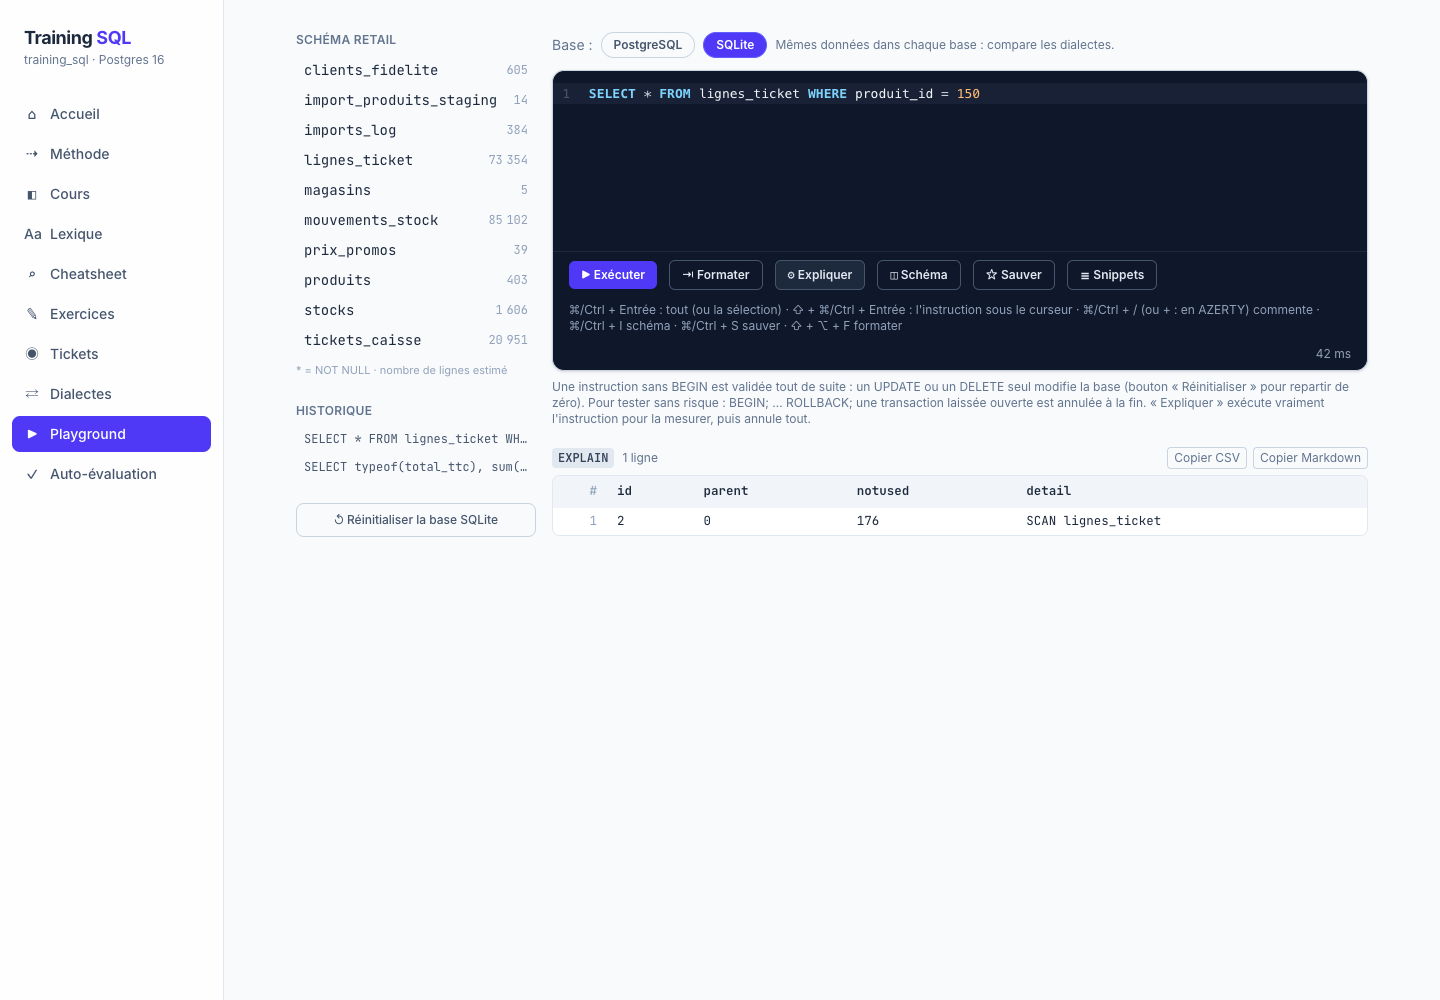 Training SQL
training_sql · Postgres 16
⌂ Accueil
⇢ Méthode
◧ Cours
Aa Lexique
⌕ Cheatsheet
✎ Exercices
◉ Tickets
⇄ Dialectes
▶ Playground
✓ Auto-évaluation
SCHÉMA RETAIL
clients_fidelite 605
import_produits_staging 14
imports_log 384
lignes_ticket 73 354
magasins 5
mouvements_stock 85 102
prix_promos 39
produits 403
stocks 1 606
tickets_caisse 20 951
* = NOT NULL · nombre de lignes estimé
HISTORIQUE
SELECT * FROM lignes_ticket WH…
SELECT typeof(total_ttc), sum(…
↺ Réinitialiser la base SQLite
Base : PostgreSQL SQLite Mêmes données dans chaque base : compare les dialectes.
1 SELECT * FROM lignes_ticket WHERE produit_id = 150
▶ Exécuter ⇥ Formater ⚙ Expliquer ◫ Schéma ☆ Sauver ≣ Snippets
⌘/Ctrl + Entrée : tout (ou la sélection) · ⇧ + ⌘/Ctrl + Entrée : l'instruction sous le curseur · ⌘/Ctrl + / (ou + : en AZERTY) commente ·
⌘/Ctrl + I schéma · ⌘/Ctrl + S sauver · ⇧ + ⌥ + F formater
42 ms
Une instruction sans BEGIN est validée tout de suite : un UPDATE ou un DELETE seul modifie la base (bouton « Réinitialiser » pour repartir de
zéro). Pour tester sans risque : BEGIN; … ROLLBACK; une transaction laissée ouverte est annulée à la fin. « Expliquer » exécute vraiment
l'instruction pour la mesurer, puis annule tout.
EXPLAIN 1 ligne Copier CSV Copier Markdown
# id parent notused detail
1 2 0 176 SCAN lignes_ticket